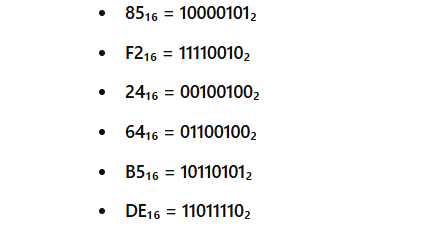 • 85₁₆ = 10000101₂
• F2₁₆ = 11110010₂
• 24₁₆ = 00100100₂
• 64₁₆ = 01100100₂
• B5₁₆ = 10110101₂
• DE₁₆ = 11011110₂